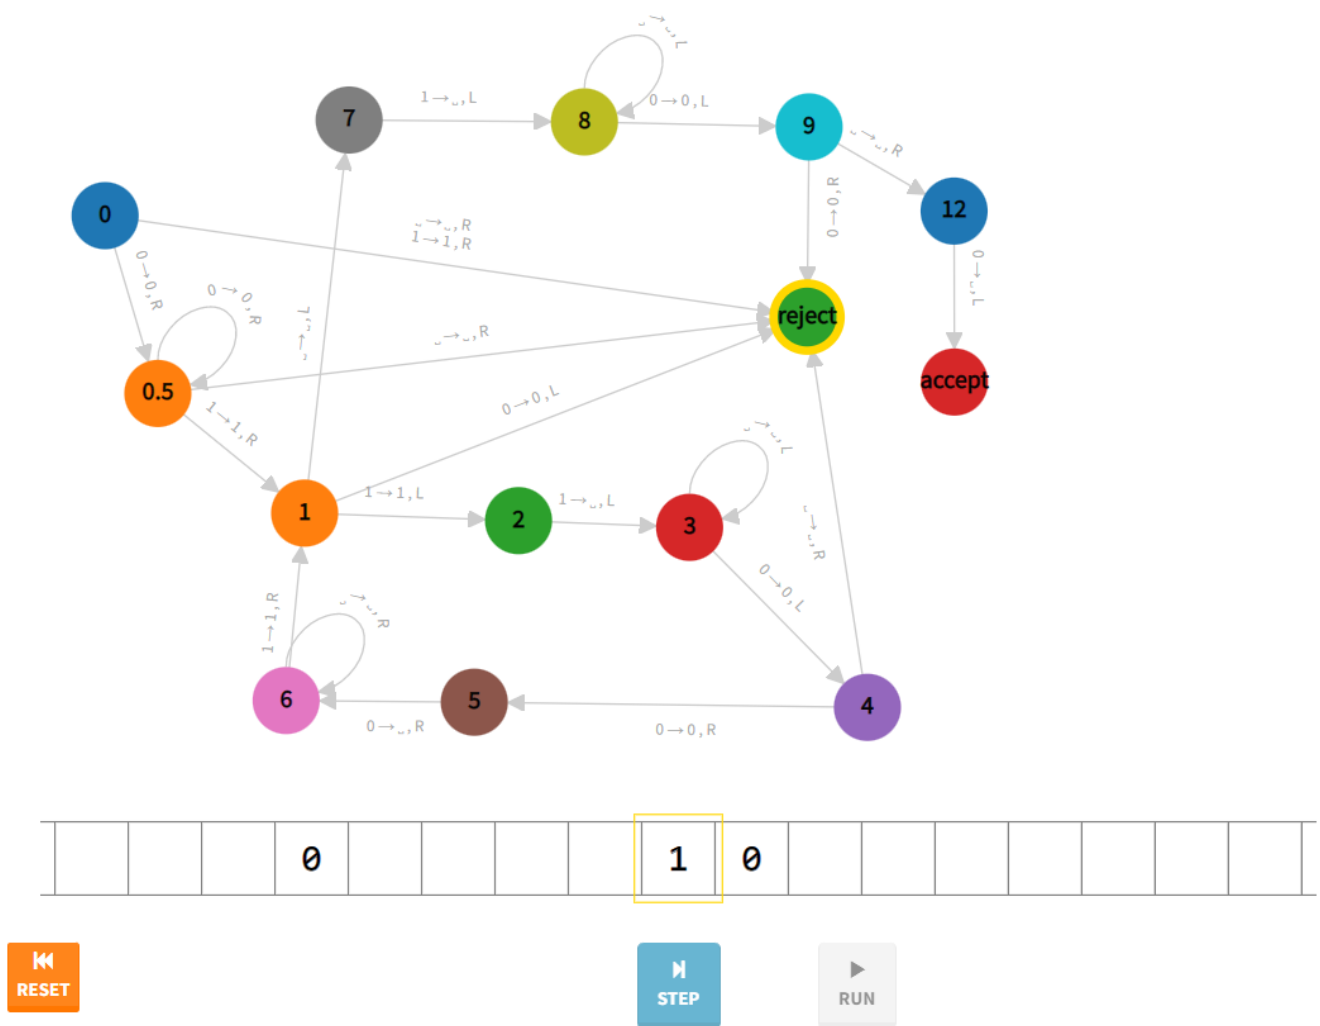 ␣→␣,L
7
1→␣,L
8
0→0,L
9
␣→␣,R
0
12
0→0,R
␣→␣,R
1→1,R
0→0,R
0→␣,L
0→0,R
␣→␣,L
reject
␣→␣,R
0.5
accept
0→0,L
1→1,R
␣→␣,L
1
1→1,L
2
1→␣,L
3
␣→␣,R
0→0,L
1→1,R
␣→␣,R
6
5
4
0→␣,R
0→0,R
0 1 0
RESET
STEP
RUN